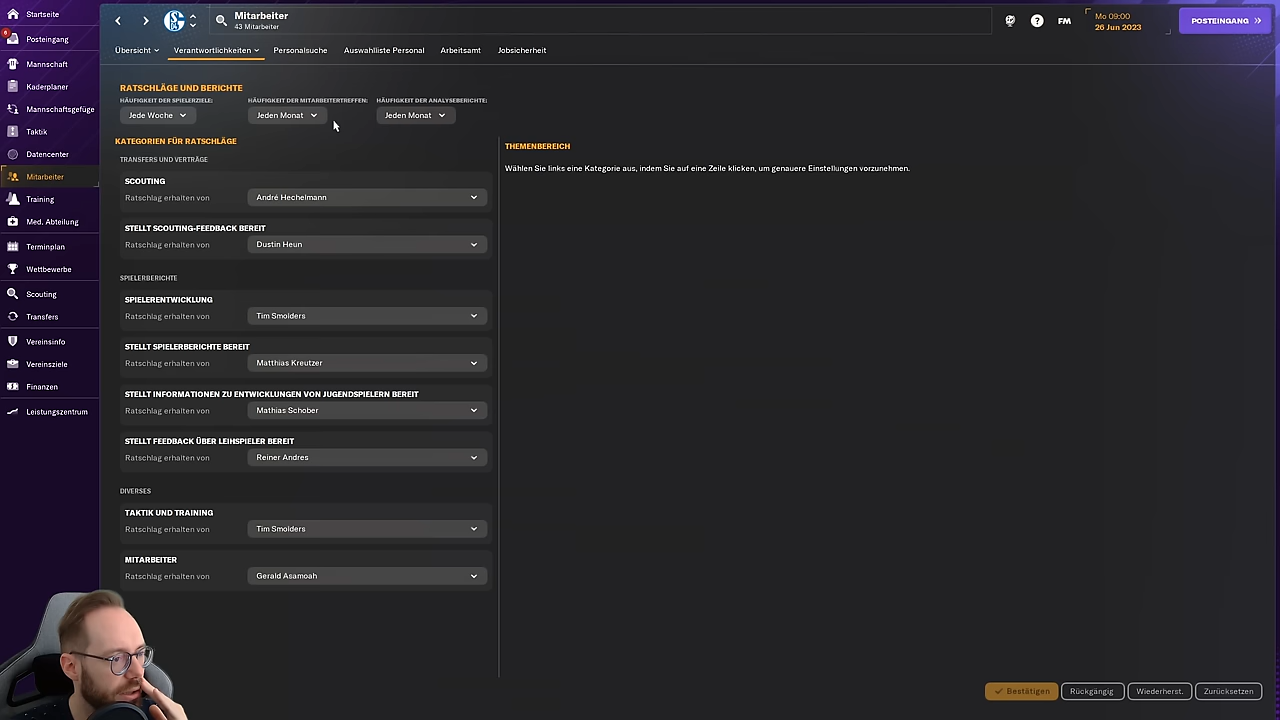 Startseite
6
Posteingang
Mannschaft
Kaderplaner
Mannschaftsgefüge
Taktik
Datencenter
Mitarbeiter
Training
Med. Abteilung
Terminplan
Wettbewerbe
Scouting
Transfers
Vereinsinfo
Vereinsziele
Finanzen
Leistungszentrum
Mitarbeiter
43 Mitarbeiter
?
FM
Mo 09:00
26 Jun 2023
POSTEINGANG
Übersicht
Verantwortlichkeiten
Personalsuche
Auswahlliste Personal
Arbeitsamt
Jobsicherheit
RATSCHLÄGE UND BERICHTE
HÄUFIGKEIT DER SPIELERZIELE:
HÄUFIGKEIT DER MITARBEITERTREFFEN:
HÄUFIGKEIT DER ANALYSEBERICHTE:
Jede Woche
Jeden Monat
Jeden Monat
KATEGORIEN FÜR RATSCHLÄGE
TRANSFERS UND VERTRÄGE
SCOUTING
Ratschlag erhalten von
André Hechelmann
STELLT SCOUTING-FEEDBACK BEREIT
Ratschlag erhalten von
Dustin Heun
SPIELERBERICHTE
SPIELERENTWICKLUNG
Ratschlag erhalten von
Tim Smolders
STELLT SPIELERBERICHTE BEREIT
Ratschlag erhalten von
Matthias Kreutzer
STELLT INFORMATIONEN ZU ENTWICKLUNGEN VON JUGENDSPIELERN BEREIT
Ratschlag erhalten von
Mathias Schober
STELLT FEEDBACK ÜBER LEIHSPIELER BEREIT
Ratschlag erhalten von
Reiner Andres
DIVERSES
TAKTIK UND TRAINING
Ratschlag erhalten von
Tim Smolders
MITARBEITER
Ratschlag erhalten von
Gerald Asamoah
THEMENBEREICH
Wählen Sie links eine Kategorie aus, indem Sie auf eine Zeile klicken, um genauere Einstellungen vorzunehmen.
Bestätigen
Rückgängig
Wiederherst.
Zurücksetzen